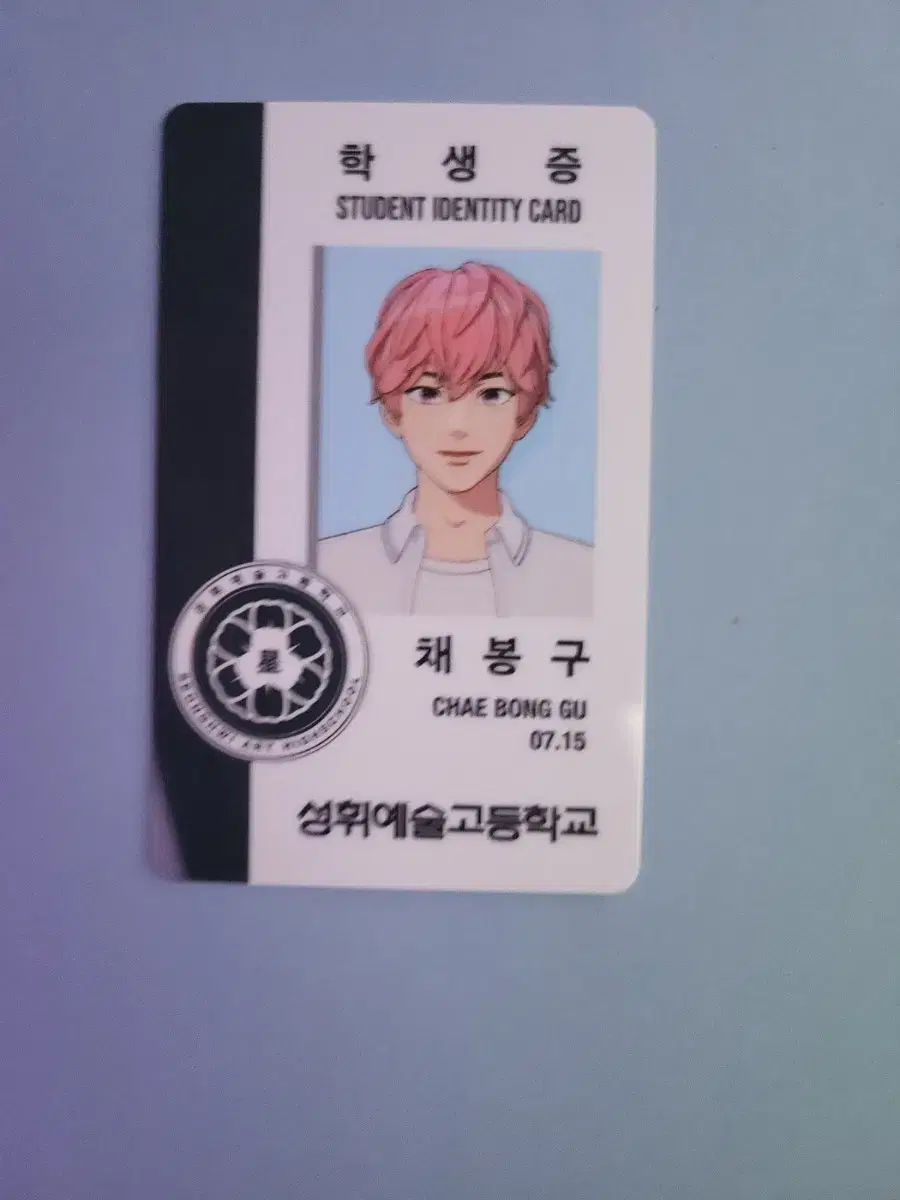 학 생 증
STUDENT IDENTITY CARD
채 봉 구
CHAE BONG GU
07.15
성휘예술고등학교